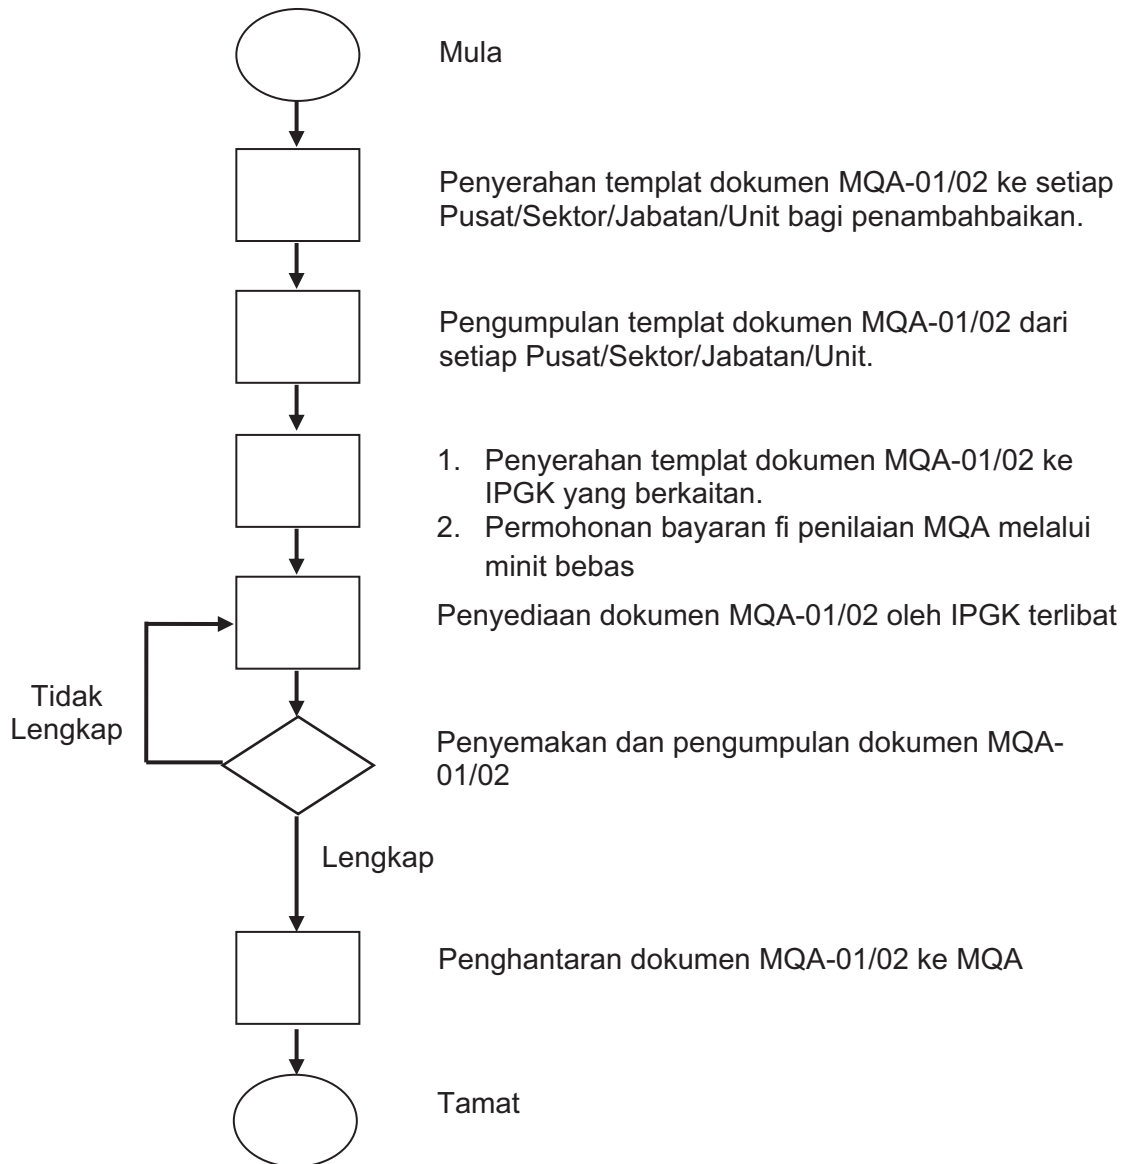 Mula
Penyerahan templat dokumen MQA-01/02 ke setiap
Pusat/Sektor/Jabatan/Unit bagi penambahbaikan.
Pengumpulan templat dokumen MQA-01/02 dari
setiap Pusat/Sektor/Jabatan/Unit.
1. Penyerahan templat dokumen MQA-01/02 ke
IPGK yang berkaitan.
2. Permohonan bayaran fi penilaian MQA melalui
minit bebas
Penyediaan dokumen MQA-01/02 oleh IPGK terlibat
Tidak
Lengkap
Penyemakan dan pengumpulan dokumen MQA-
01/02
Lengkap
Penghantaran dokumen MQA-01/02 ke MQA
Tamat